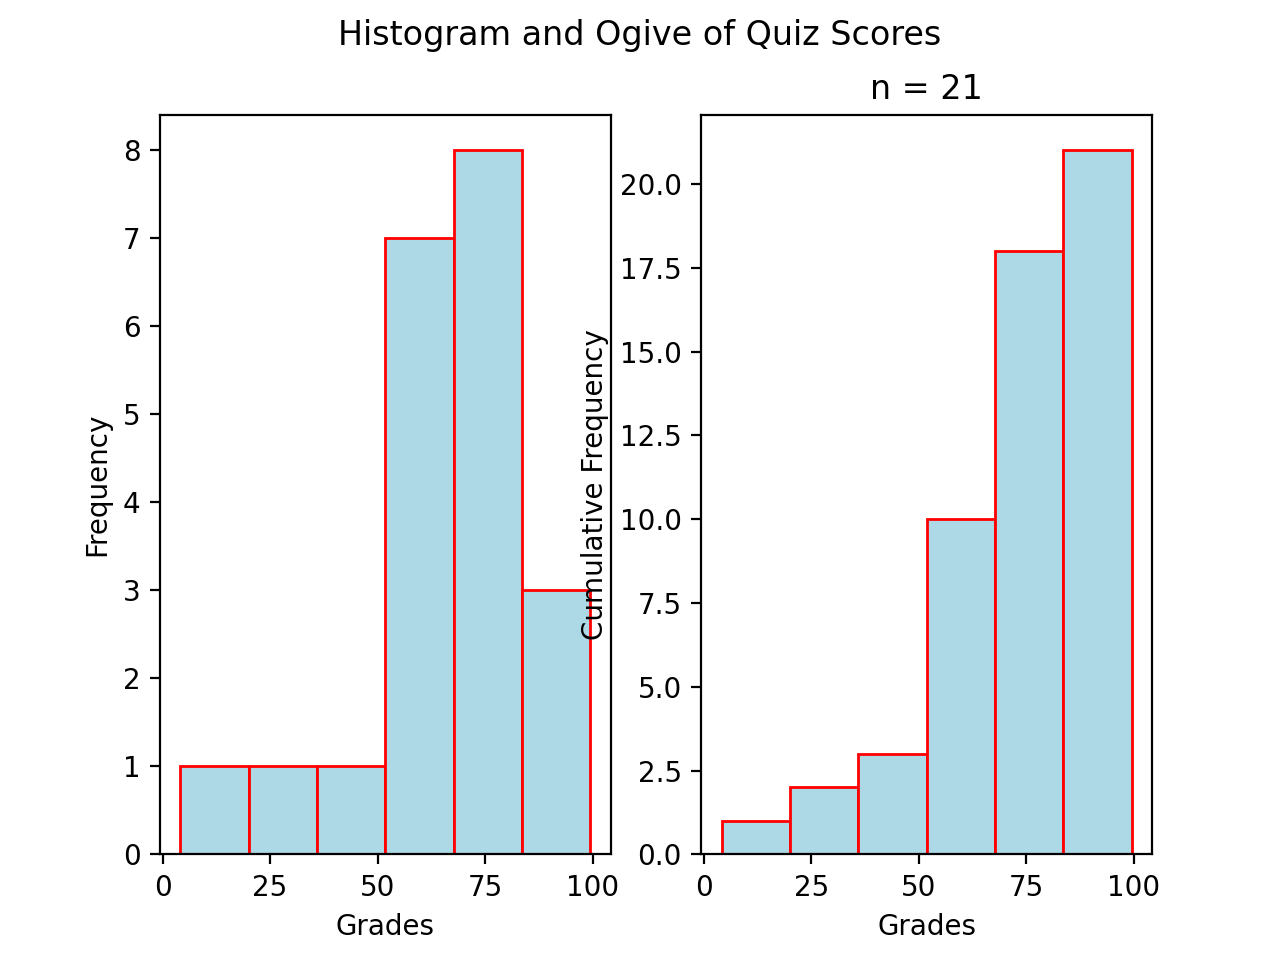 Histogram and Ogive of Quiz Scores
n = 21
8
7
6
5
4
3
2
1
0
Frequency
0 25 50 75 100
Grades
20.0
17.5
15.0
12.5
10.0
7.5
5.0
2.5
0.0
Cumulative Frequency
0 25 50 75 100
Grades